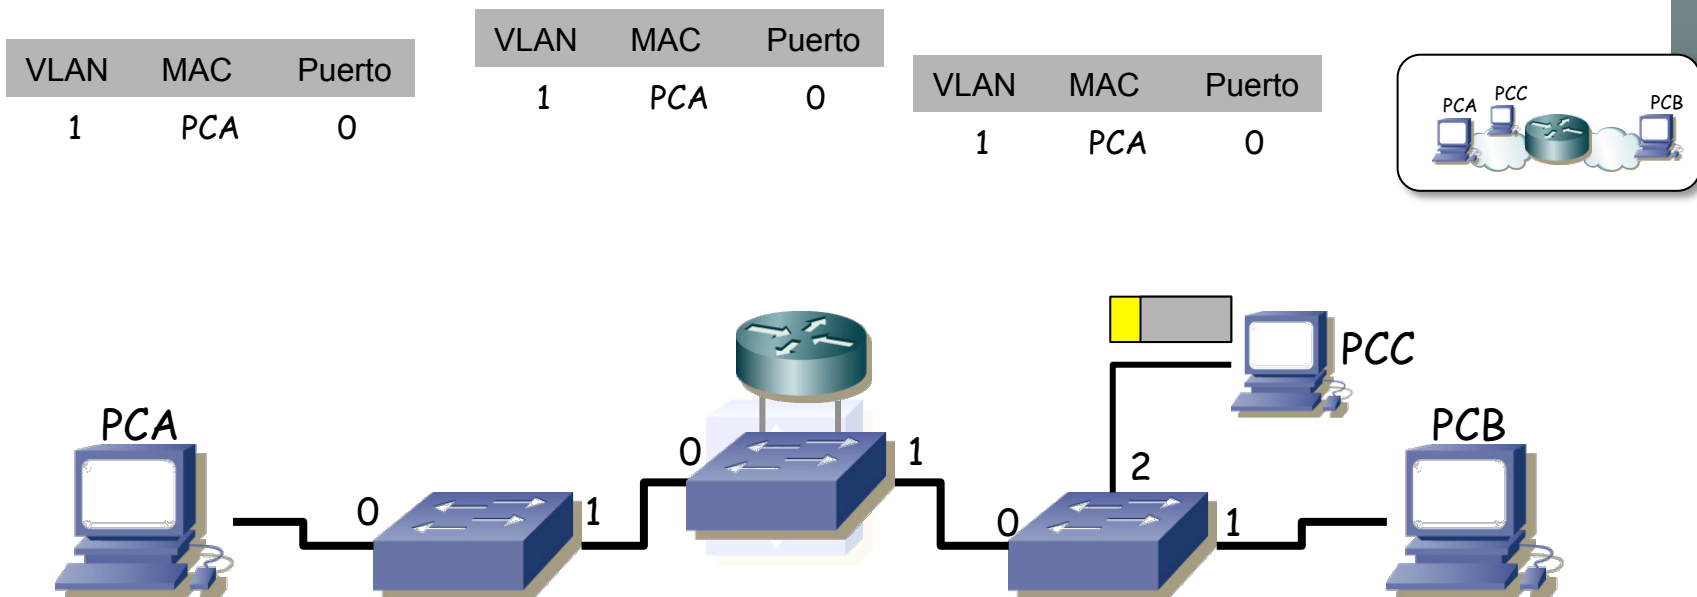 VLAN MAC Puerto
1 PCA 0
VLAN MAC Puerto
1 PCA 0
VLAN MAC Puerto
1 PCA 0
PCA PCC PCB
PCC
PCA
PCB
0 1
0 1
0 2 1